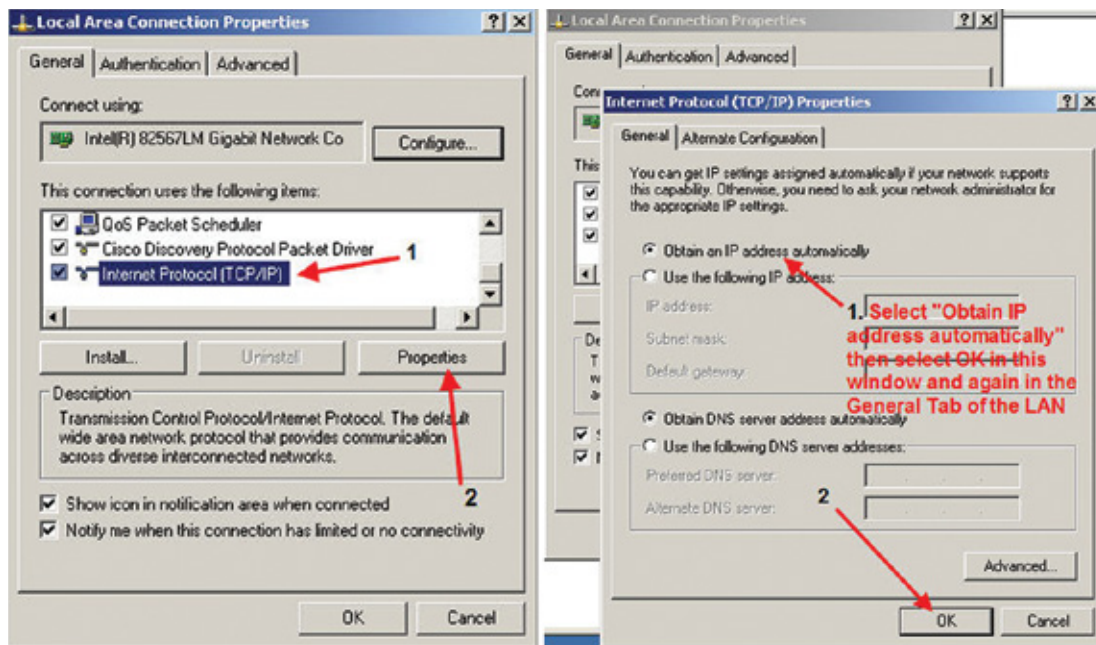 Local Area Connection Properties
General Authentication Advanced
Connect using:
Intel(R) 82567LM Gigabit Network Co Configure...
This connection uses the following items:
QoS Packet Scheduler
Cisco Discovery Protocol Packet Driver
1
Internet Protocol (TCP/IP)
Install... Uninstall Properties
Description
Transmission Control Protocol/Internet Protocol. The default
wide area network protocol that provides communication
across diverse interconnected networks.
2
Show icon in notification area when connected
Notify me when this connection has limited or no connectivity
OK Cancel
Local Area Connection Properties
General Authentication Advanced
Internet Protocol (TCP/IP) Properties
General Alternate Configuration
This
You can get IP settings assigned automatically if your network supports
this capability. Otherwise, you need to ask your network administrator for
the appropriate IP settings.
Obtain an IP address automatically
Use the following IP address:
IP address:
Subnet mask:
Default gateway:
1. Select "Obtain IP
address automatically"
then select OK in this
window and again in the
General Tab of the LAN
Obtain DNS server address automatically
Use the following DNS server addresses:
Preferred DNS server:
2
Alternate DNS server:
Advanced...
OK Cancel